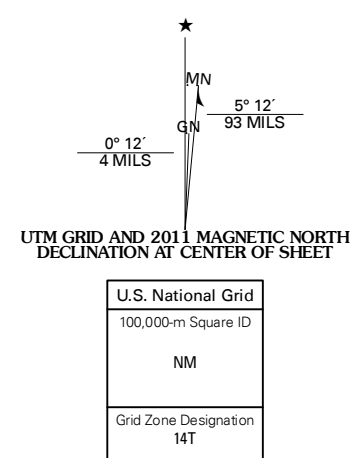 ★
MN
GN
5° 12´
93 MILS
0° 12´
4 MILS
UTM GRID AND 2011 MAGNETIC NORTH
DECLINATION AT CENTER OF SHEET
U.S. National Grid
100,000-m Square ID
NM
Grid Zone Designation
14T